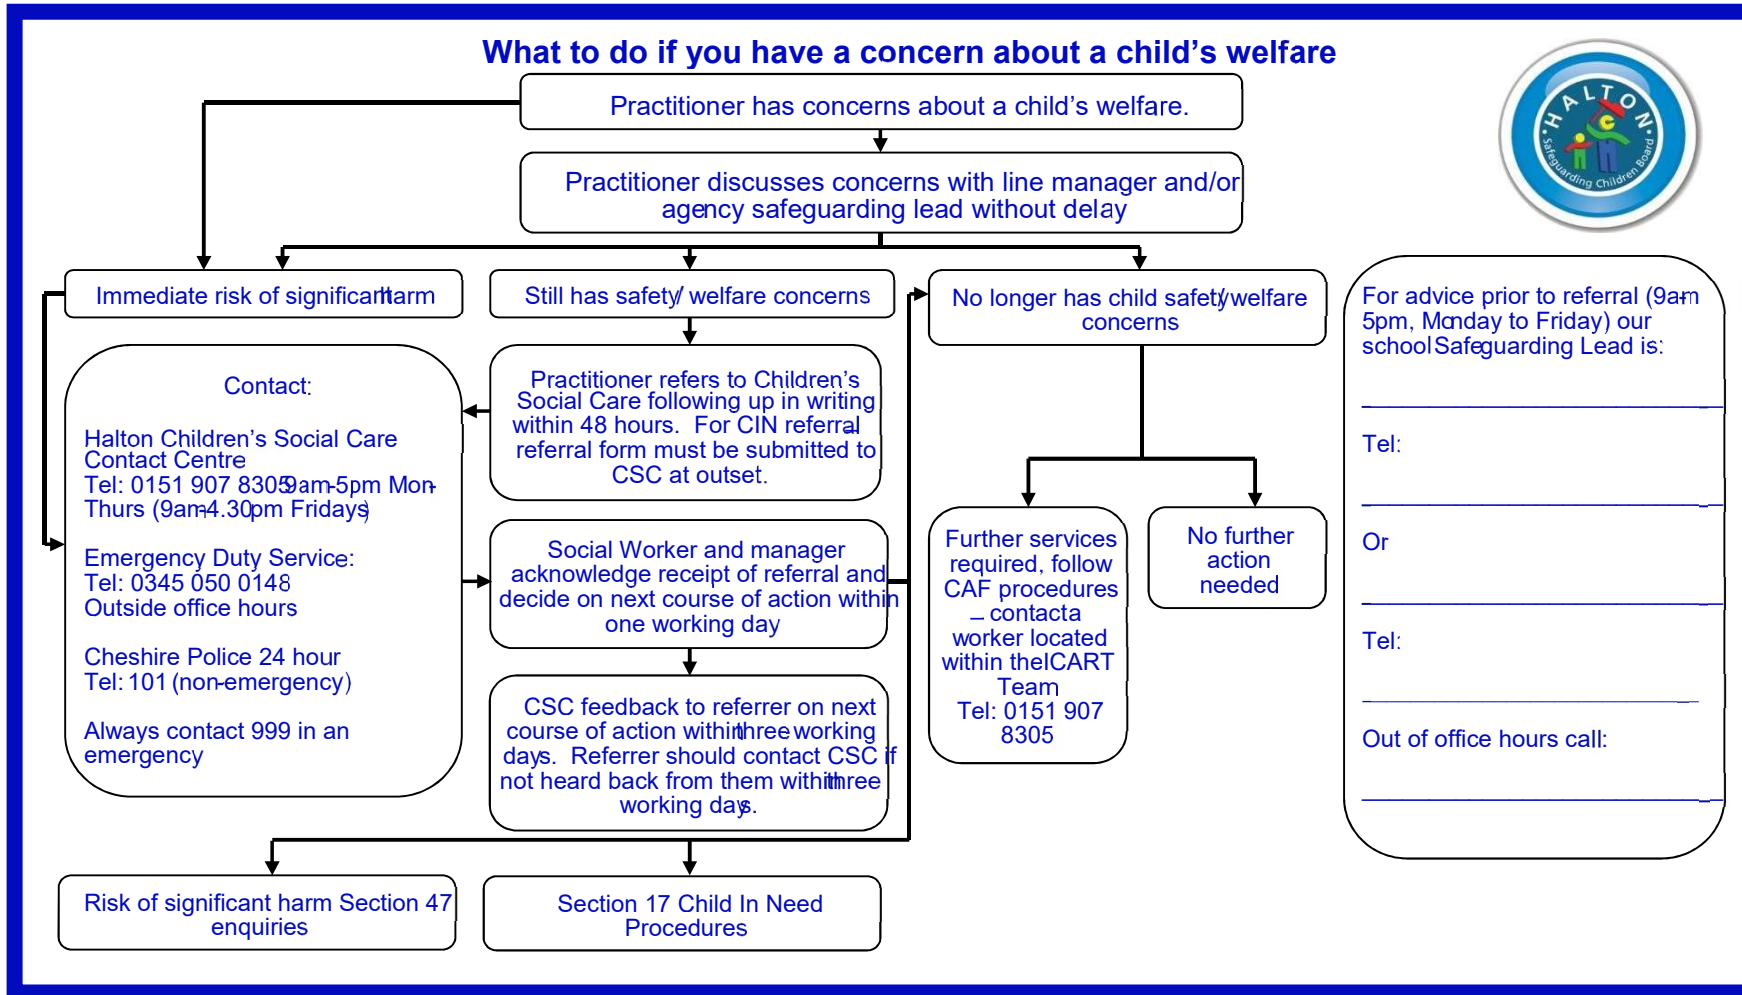 What to do if you have a concern about a child's welfare
HALTON
Safeguarding Children Board
Practitioner has concerns about a child's welfare.
Practitioner discusses concerns with line manager and/or
agency safeguarding lead without delay
Immediate risk of significant harm
Still has safety/ welfare concerns
No longer has child safety/welfare
concerns
Contact:
Halton Children's Social Care
Contact Centre
Tel: 0151 907 8305 9am-5pm Mon-
Thurs (9am-4.30pm Fridays)
Emergency Duty Service:
Tel: 0345 050 0148
Outside office hours
Cheshire Police 24 hour
Tel: 101 (non-emergency)
Always contact 999 in an
emergency
Practitioner refers to Children's
Social Care following up in writing
within 48 hours. For CIN referral –
referral form must be submitted to
CSC at outset.
Social Worker and manager
acknowledge receipt of referral and
decide on next course of action within
one working day
CSC feedback to referrer on next
course of action within three working
days. Referrer should contact CSC if
not heard back from them within three
working days.
Further services
required, follow
CAF procedures
– contact a
worker located
within the ICART
Team
Tel: 0151 907
8305
No further
action
needed
For advice prior to referral (9am-
5pm, Monday to Friday) our
school Safeguarding Lead is:
Tel:
Or
Tel:
Out of office hours call:
Risk of significant harm Section 47
enquiries
Section 17 Child In Need
Procedures